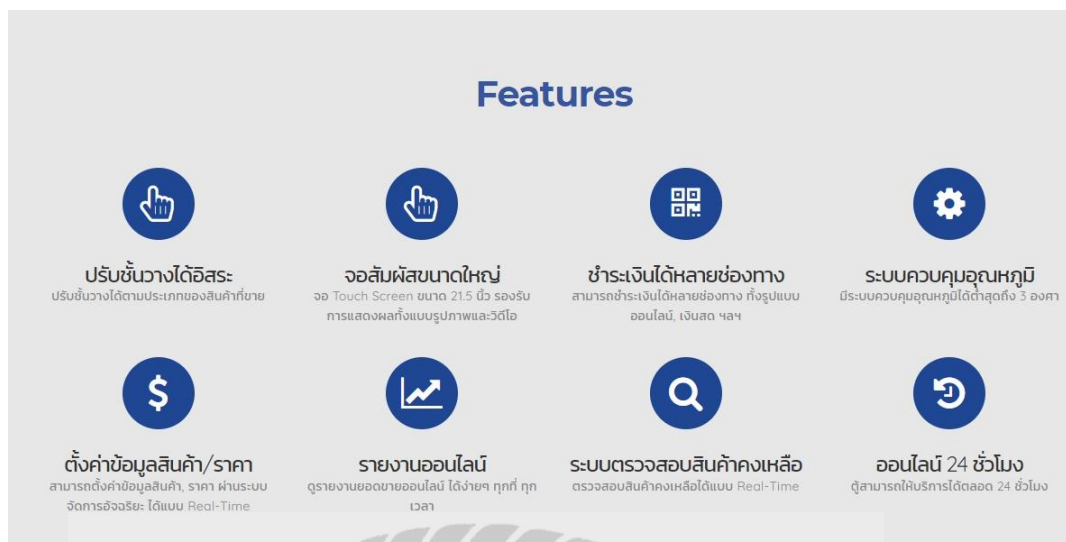 Features
ปรับชั้นวางได้อิสระ
ปรับชั้นวางได้ตามประเภทของสินค้าที่ขาย
จอสัมผัสขนาดใหญ่
จอ Touch Screen ขนาด 21.5 นิ้ว รองรับ
การแสดงผลทั้งแบบรูปภาพและวิดีโอ
ชำระเงินได้หลายช่องทาง
สามารถชำระเงินได้หลายช่องทาง ทั้งรูปแบบ
ออนไลน์, เงินสด ฯลฯ
ระบบควบคุมอุณหภูมิ
มีระบบควบคุมอุณหภูมิได้ต่ำสุดถึง 3 องศา
ตั้งค่าข้อมูลสินค้า/ราคา
สามารถตั้งค่าข้อมูลสินค้า, ราคา ผ่านระบบ
จัดการอัจฉริยะ ได้แบบ Real-Time
รายงานออนไลน์
ดูรายงานยอดขายออนไลน์ ได้ง่ายๆ ทุกที่ ทุก
เวลา
ระบบตรวจสอบสินค้าคงเหลือ
ตรวจสอบสินค้าคงเหลือได้แบบ Real-Time
ออนไลน์ 24 ชั่วโมง
ตู้สามารถให้บริการได้ตลอด 24 ชั่วโมง